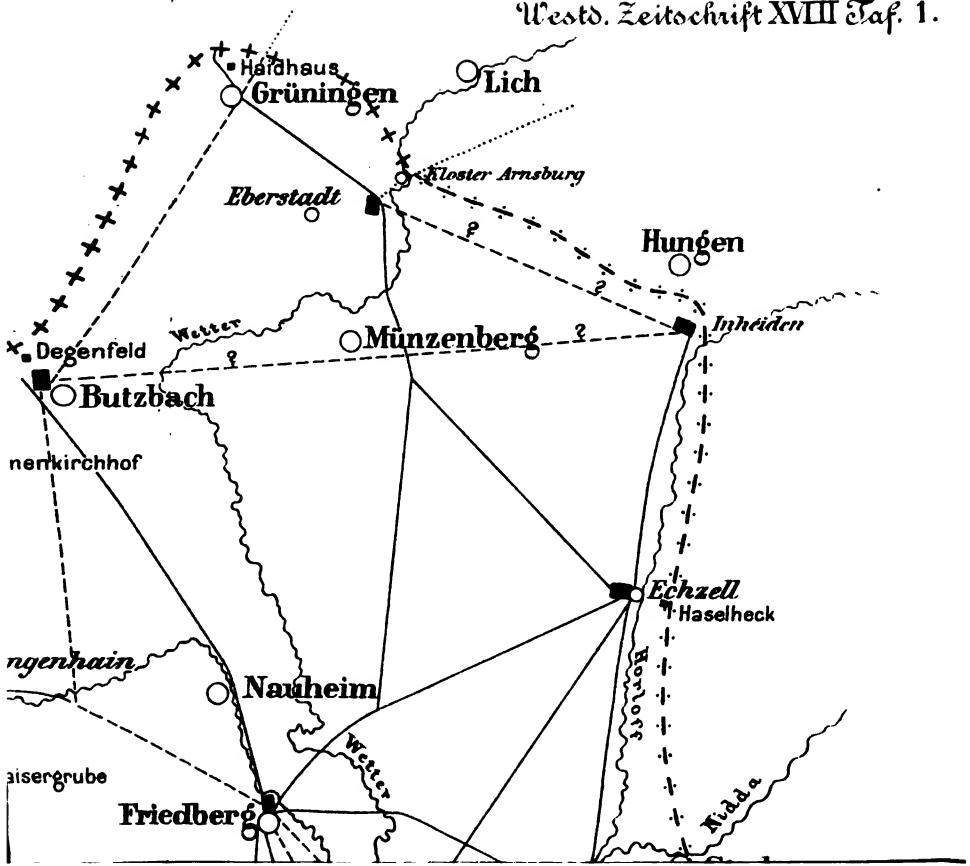 Westd. Zeitschrift XVIII Taf. 1.
Haidhaus
Grüningen
Lich
Kloster Arnsburg
Eberstadt
?
Hungen
?
Inheiden
Wetter
Münzenberg
?
?
Degenfeld
Butzbach
nenkirchhof
Echzell
Haselheck
ngenhain
Horloff
Nauheim
Wetter
aisergrube
Nidda
Friedberg